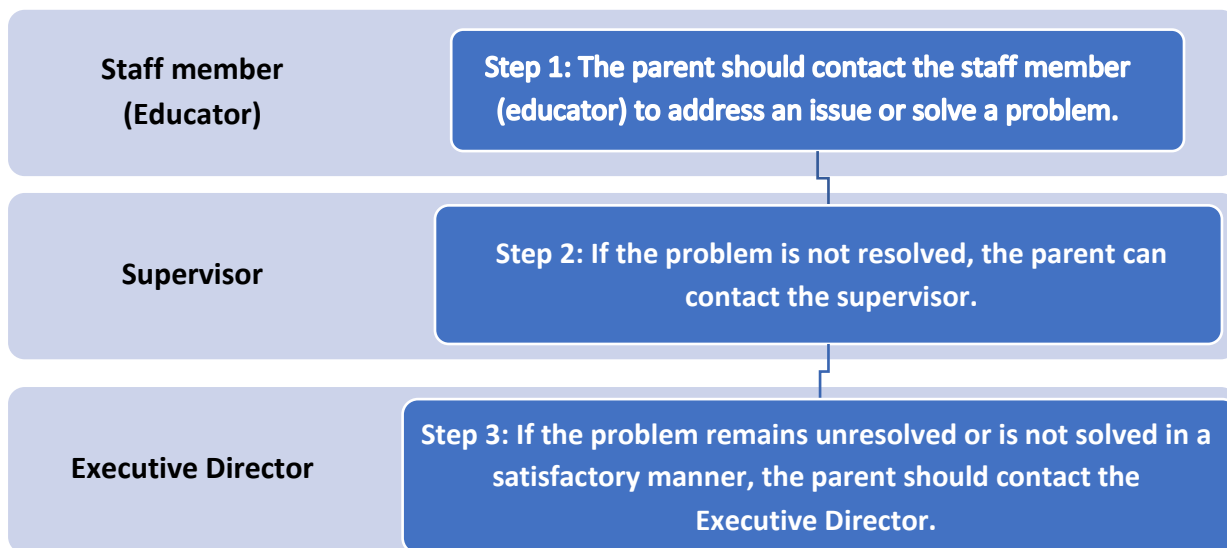 Staff member
(Educator)
Step 1: The parent should contact the staff member
(educator) to address an issue or solve a problem.
Supervisor
Step 2: If the problem is not resolved, the parent can
contact the supervisor.
Executive Director
Step 3: If the problem remains unresolved or is not solved in a
satisfactory manner, the parent should contact the
Executive Director.